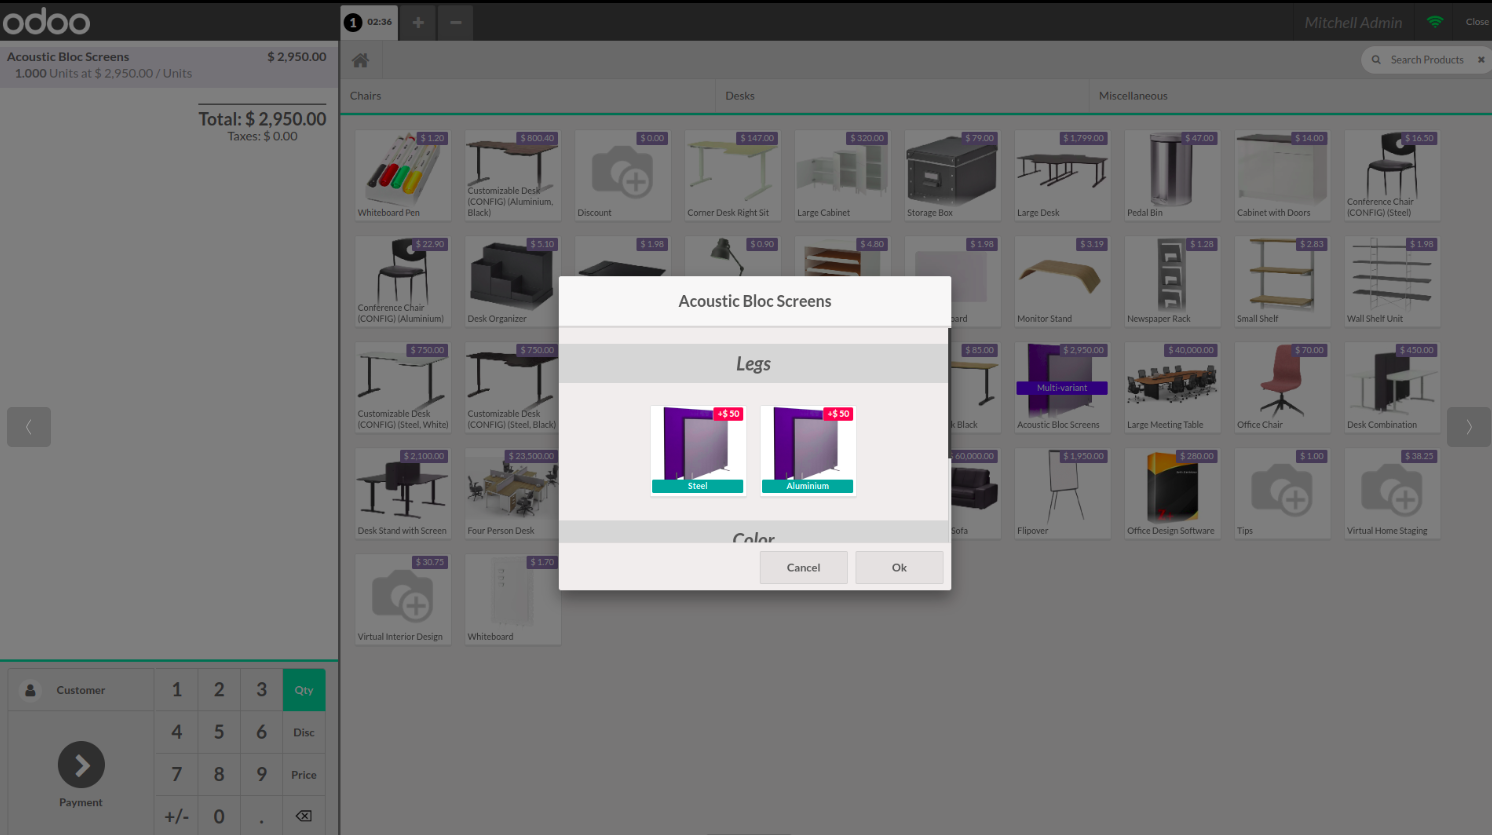 odoo
1 02:36 + −
Mitchell Admin
Close
Acoustic Bloc Screens $ 2,950.00
1.000 Units at $ 2,950.00 / Units
Total: $ 2,950.00
Taxes: $ 0.00
Search Products ×
Chairs
Desks
Miscellaneous
$ 1.20
Whiteboard Pen
$ 800.40
Customizable Desk
(CONFIG) (Aluminium,
Black)
$ 0.00
Discount
$ 147.00
Corner Desk Right Sit
$ 320.00
Large Cabinet
$ 79.00
Storage Box
$ 1,799.00
Large Desk
$ 47.00
Pedal Bin
$ 14.00
Cabinet with Doors
$ 16.50
Conference Chair
(CONFIG) (Steel)
$ 22.90
Conference Chair
(CONFIG) (Aluminium)
$ 5.10
Desk Organizer
$ 1.98
$ 0.90
$ 4.80
$ 1.98
ard
$ 3.19
Monitor Stand
$ 1.28
Newspaper Rack
$ 2.83
Small Shelf
$ 1.98
Wall Shelf Unit
$ 750.00
Customizable Desk
(CONFIG) (Steel, White)
$ 750.00
Customizable Desk
(CONFIG) (Steel, Black)
$ 85.00
k Black
$ 2,950.00
Multi-variant
Acoustic Bloc Screens
$ 40,000.00
Large Meeting Table
$ 70.00
Office Chair
$ 450.00
Desk Combination
$ 2,100.00
Desk Stand with Screen
$ 23,500.00
Four Person Desk
60,000.00
Sofa
$ 1,950.00
Flipover
$ 280.00
Office Design Software
$ 1.00
Tips
$ 38.25
Virtual Home Staging
$ 30.75
Virtual Interior Design
$ 1.70
Whiteboard
Acoustic Bloc Screens
Legs
+$ 50
Steel
+$ 50
Aluminium
Color
Cancel
Ok
Customer
1 2 3 Qty
4 5 6 Disc
7 8 9 Price
+/- 0 .
Payment